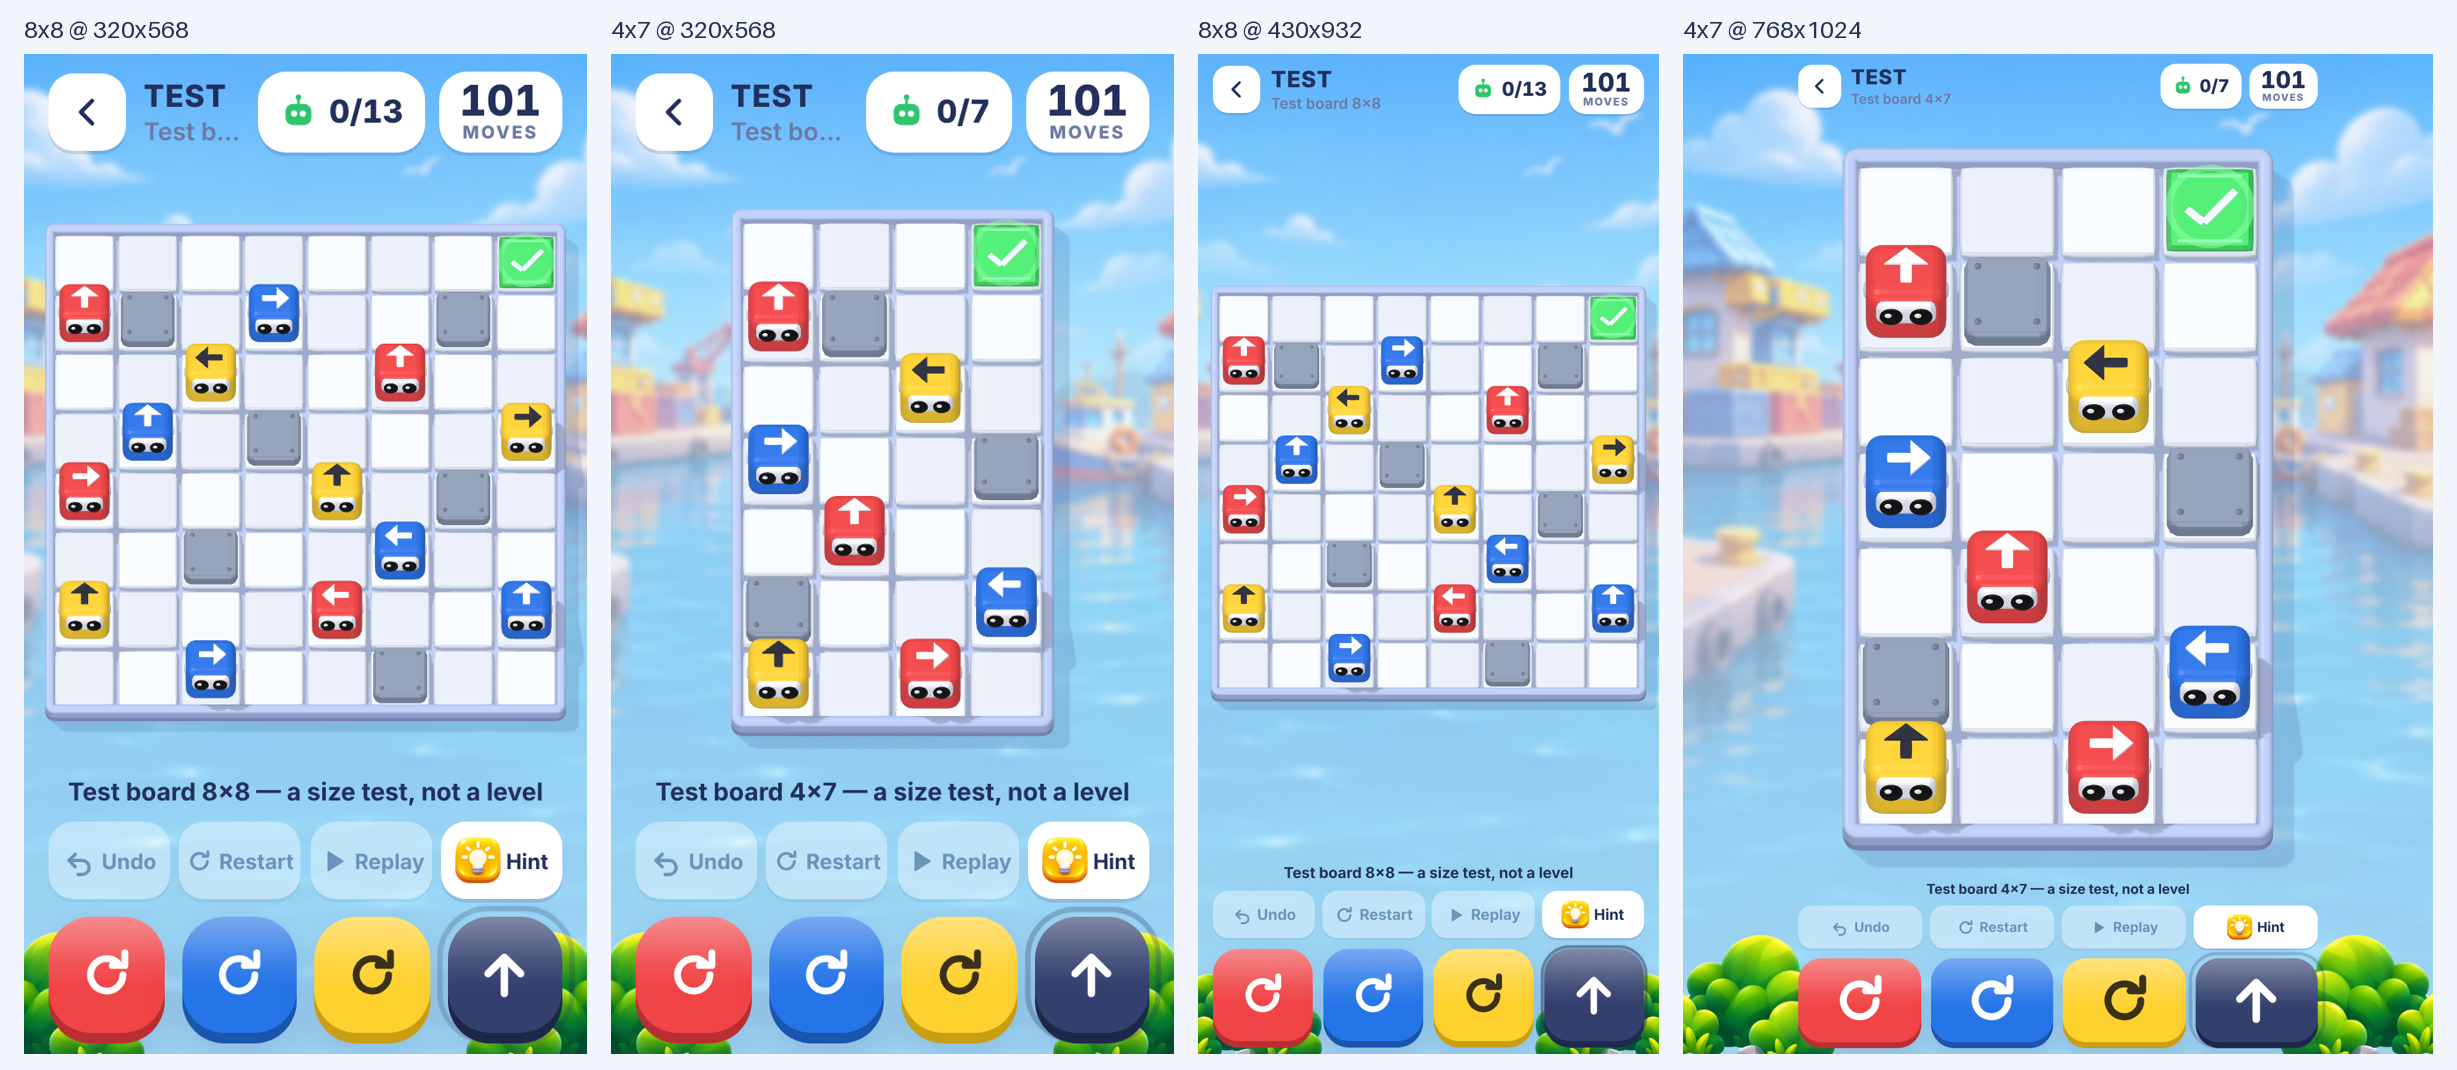 8x8 @ 320x568
TEST
Test b...
0/13
101
MOVES
Test board 8×8 — a size test, not a level
Undo
Restart
Replay
Hint
4x7 @ 320x568
TEST
Test bo...
0/7
101
MOVES
Test board 4×7 — a size test, not a level
Undo
Restart
Replay
Hint
8x8 @ 430x932
TEST
Test board 8×8
0/13
101
MOVES
Test board 8×8 — a size test, not a level
Undo
Restart
Replay
Hint
4x7 @ 768x1024
TEST
Test board 4×7
0/7
101
MOVES
Test board 4×7 — a size test, not a level
Undo
Restart
Replay
Hint